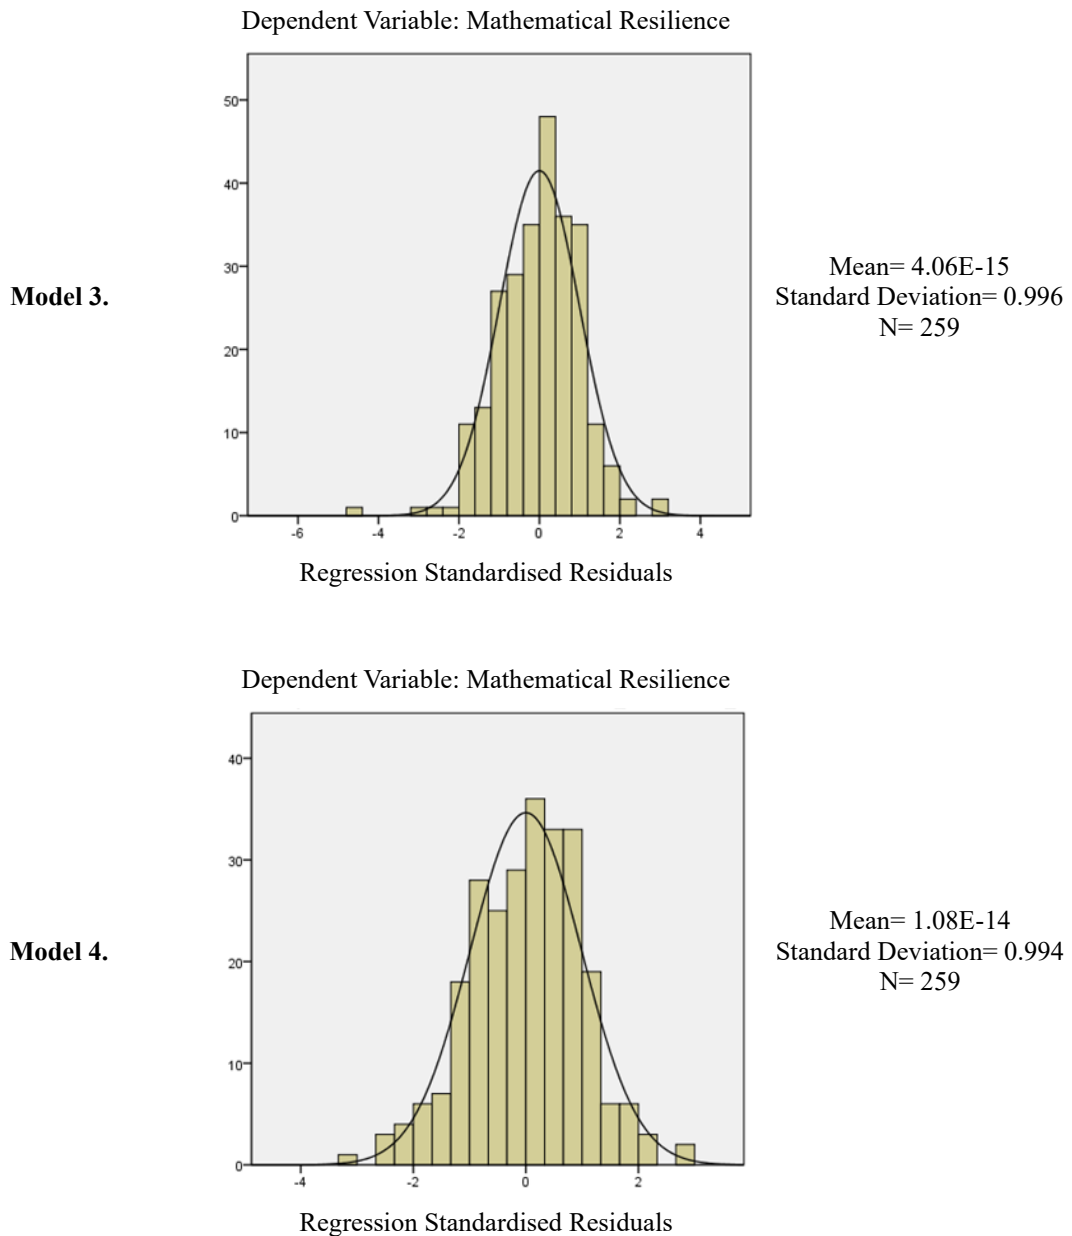 Dependent Variable: Mathematical Resilience
50
40
30
20
10
0
-6 -4 -2 0 2 4
Regression Standardised Residuals
Model 3.
Mean= 4.06E-15
Standard Deviation= 0.996
N= 259
Dependent Variable: Mathematical Resilience
40
30
20
10
0
-4 -2 0 2
Regression Standardised Residuals
Model 4.
Mean= 1.08E-14
Standard Deviation= 0.994
N= 259